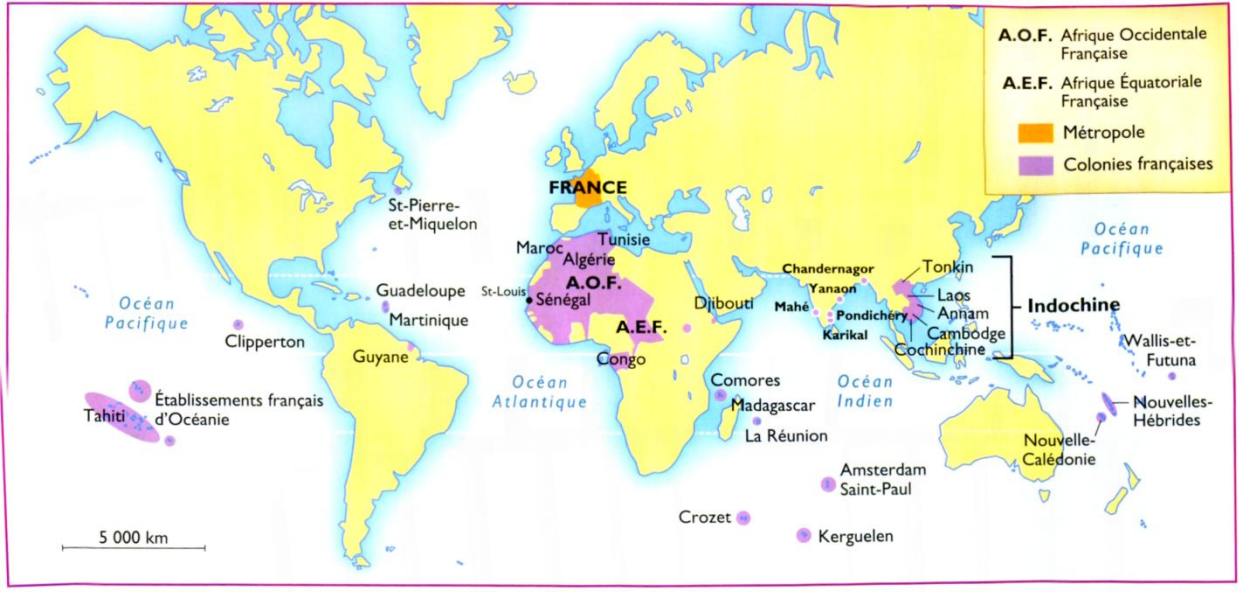 A.O.F. Afrique Occidentale
Française
A.E.F. Afrique Équatoriale
Française
Métropole
Colonies françaises
FRANCE
St-Pierre-
et-Miquelon
Océan
Pacifique
Maroc
Tunisie
Algérie
A.O.F.
St-Louis
Sénégal
A.E.F.
Djibouti
Congo
Chandernagor
Yanaon
Mahé
Pondichéry
Karikal
Tonkin
Laos
Annam
Cambodge
Cochinchine
Indochine
Guadeloupe
Martinique
Océan
Pacifique
Clipperton
Guyane
Wallis-et-
Futuna
Océan
Atlantique
Océan
Indien
Comores
Madagascar
La Réunion
Établissements français
d'Océanie
Tahiti
Nouvelles-
Hébrides
Nouvelle-
Calédonie
Amsterdam
Saint-Paul
Crozet
Kerguelen
5 000 km